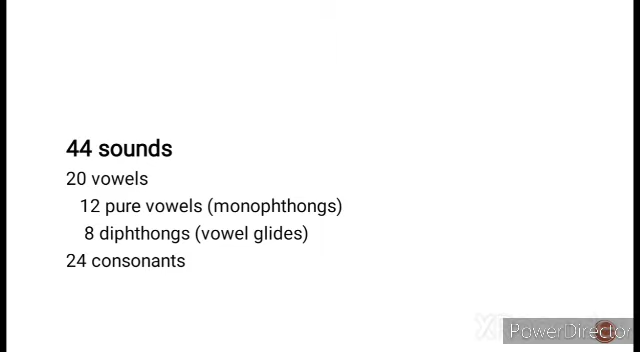 44 sounds
20 vowels
12 pure vowels (monophthongs)
8 diphthongs (vowel glides)
24 consonants
PowerDirector